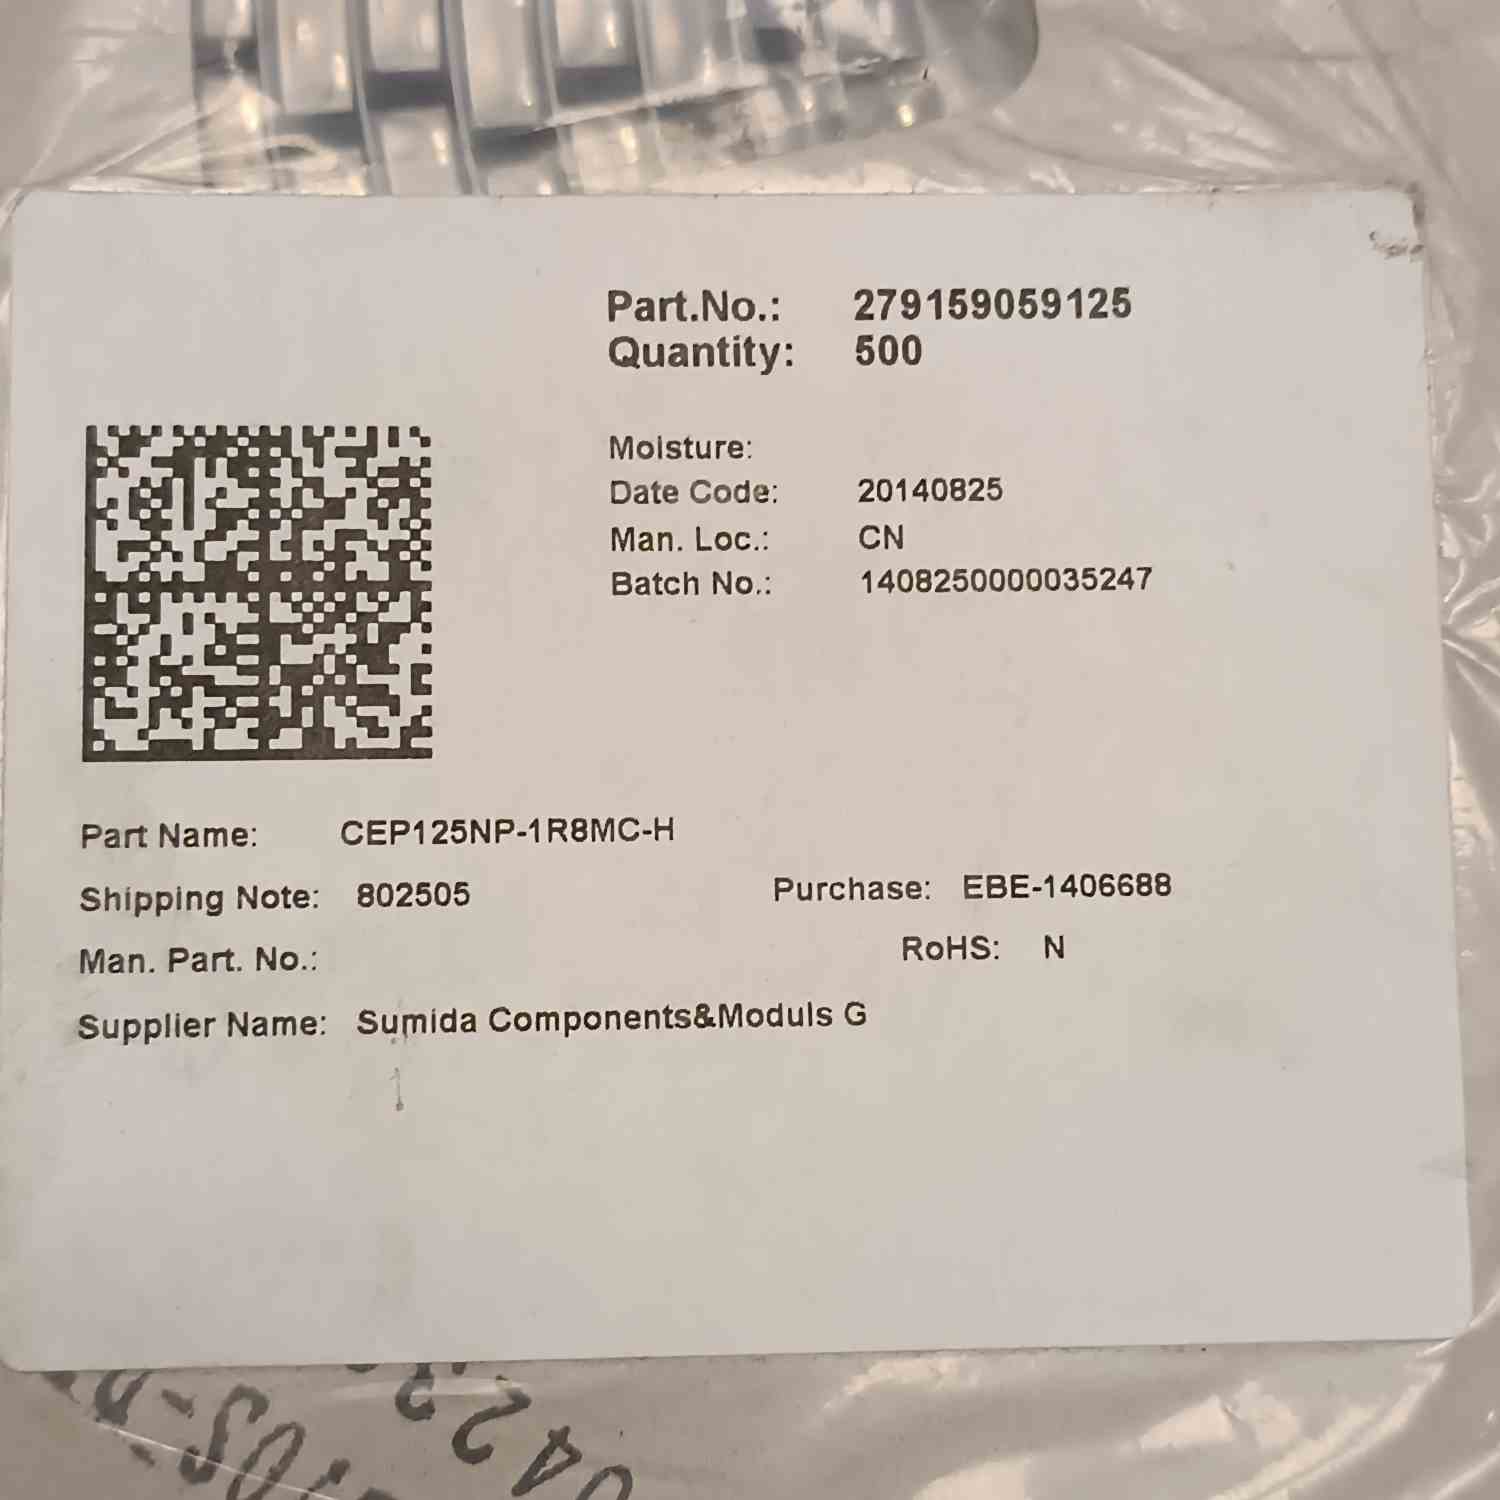 Part.No.: 279159059125
Quantity: 500
Moisture:
Date Code: 20140825
Man. Loc.: CN
Batch No.: 1408250000035247
Part Name: CEP125NP-1R8MC-H
Shipping Note: 802505
Purchase: EBE-1406688
Man. Part. No.:
RoHS: N
Supplier Name: Sumida Components&Moduls G